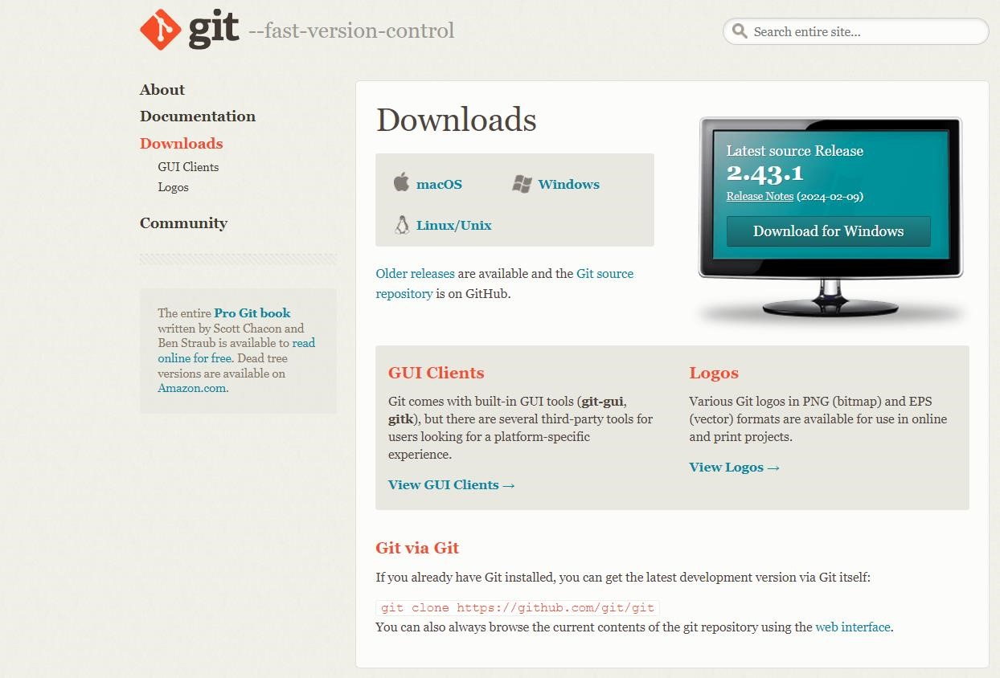 git --fast-version-control
Search entire site...
About
Documentation
Downloads
GUI Clients
Logos
Community
The entire Pro Git book
written by Scott Chacon and
Ben Straub is available to read
online for free. Dead tree
versions are available on
Amazon.com.
Downloads
macOS
Windows
Linux/Unix
Older releases are available and the Git source
repository is on GitHub.
Latest source Release
2.43.1
Release Notes (2024-02-09)
Download for Windows
GUI Clients
Git comes with built-in GUI tools (git-gui,
gitk), but there are several third-party tools for
users looking for a platform-specific
experience.
View GUI Clients →
Logos
Various Git logos in PNG (bitmap) and EPS
(vector) formats are available for use in online
and print projects.
View Logos →
Git via Git
If you already have Git installed, you can get the latest development version via Git itself:
git clone https://github.com/git/git
You can also always browse the current contents of the git repository using the web interface.